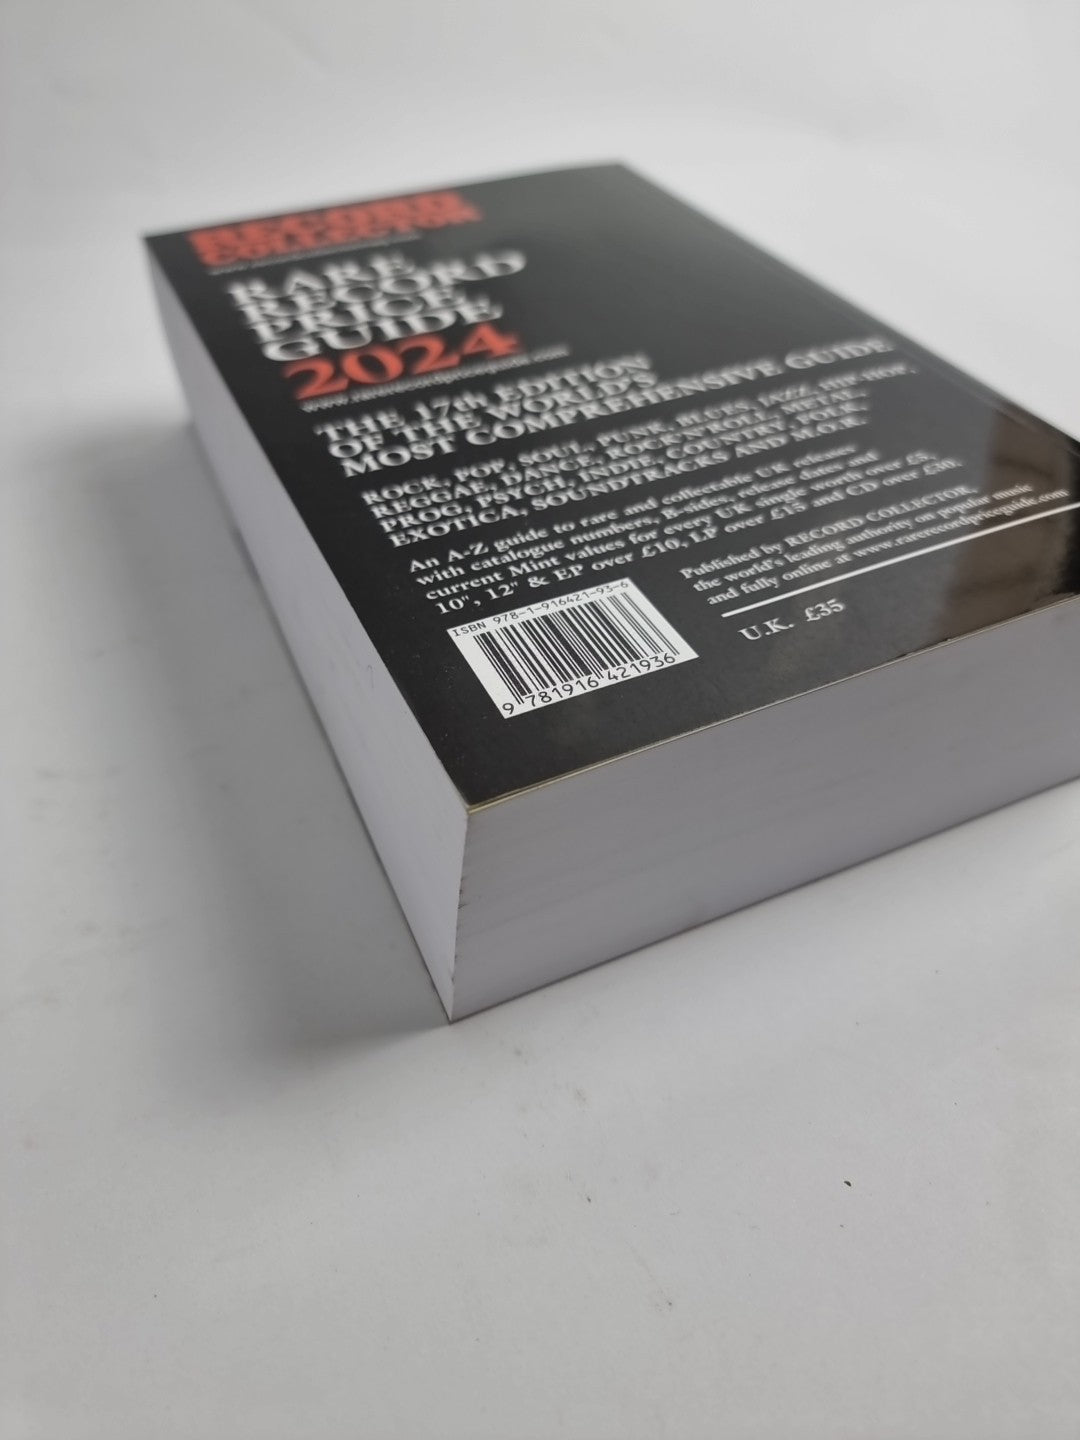 RECORD
COLLECTOR
RARE
RECORD
PRICE
GUIDE
2024
www.rarerecordpriceguide.com
THE 17th EDITION
OF THE WORLD'S
MOST COMPREHENSIVE GUIDE
ROCK, POP, SOUL, PUNK, BLUES, JAZZ, HIP HOP,
REGGAE, DANCE, ROCK'N'ROLL, METAL,
PROG, PSYCH, INDIE, COUNTRY, FOLK,
EXOTICA, SOUNDTRACKS AND M.O.R.
An A-Z guide to rare and collectable UK releases
with catalogue numbers, B-sides, release dates and
current Mint values for every UK single worth over £5,
10", 12" & EP over £10, LP over £15 and CD over £30.
Published by RECORD COLLECTOR,
the world's leading authority on popular music
and fully online at www.rarerecordpriceguide.com
U.K. £35
ISBN 978-1-916421-93-6
9 781916 421936